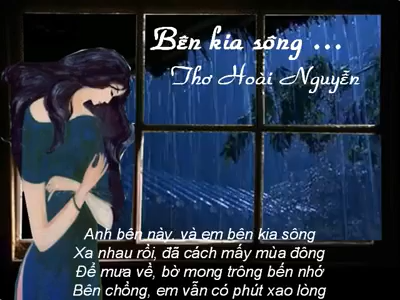 Bên kia sông ...
Thơ Hoài Nguyễn
Anh bên này, và em bên kia sông
Xa nhau rồi, đã cách mấy mùa đông
Để mưa về, bờ mong trông bến nhớ
Bên chồng, em vẫn có phút xao lòng